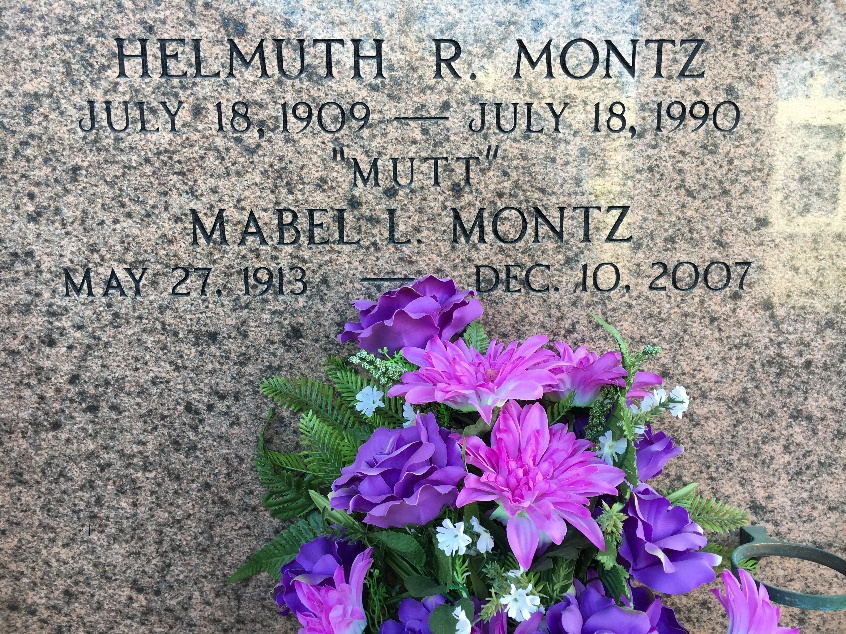 HELMUTH R. MONTZ
JULY 18, 1909 — JULY 18, 1990
"MUTT"
MABEL L. MONTZ
MAY 27, 1913 — DEC. 10, 2007